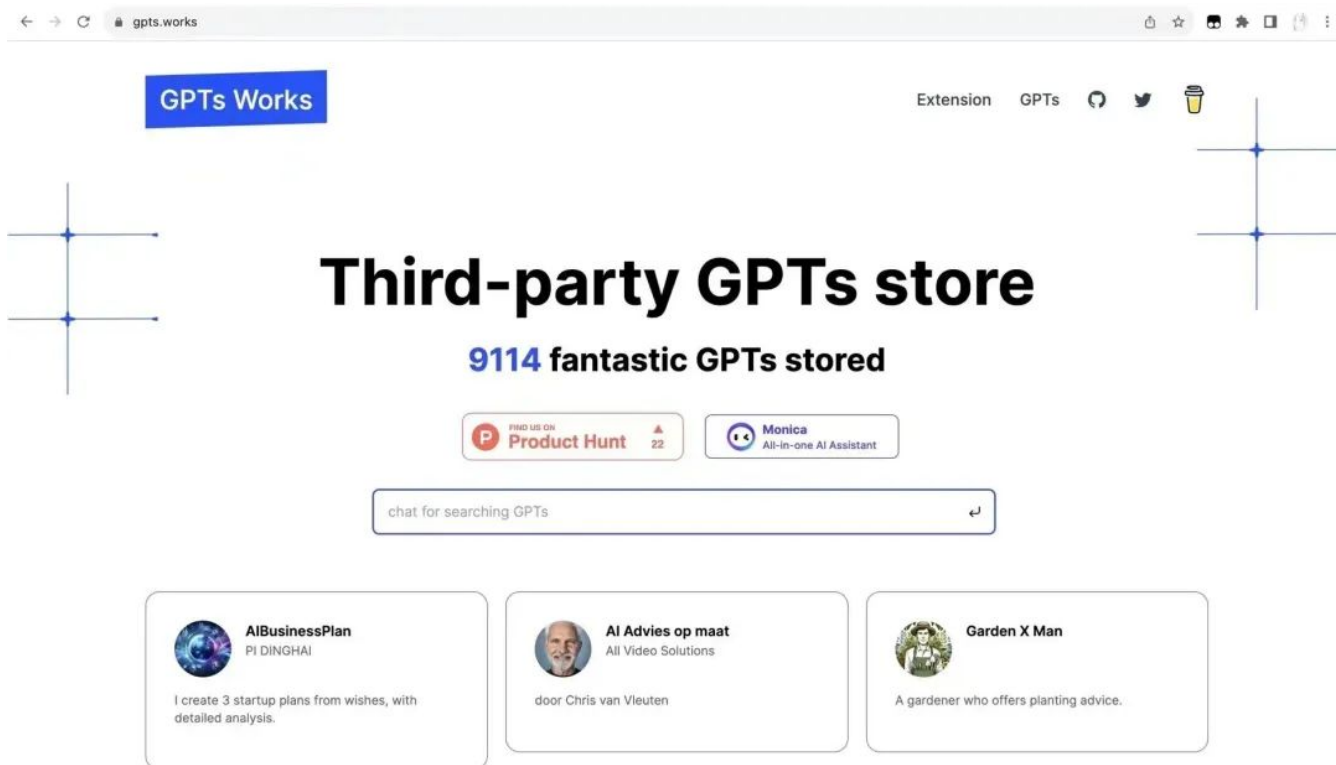 gpts.works
GPTs Works
Extension GPTs
Third-party GPTs store
9114 fantastic GPTs stored
P FIND US ON
Product Hunt 22
Monica
All-in-one AI Assistant
chat for searching GPTs
AIBusinessPlan
PI DINGHAI
I create 3 startup plans from wishes, with
detailed analysis.
AI Advies op maat
All Video Solutions
door Chris van Vleuten
Garden X Man
A gardener who offers planting advice.